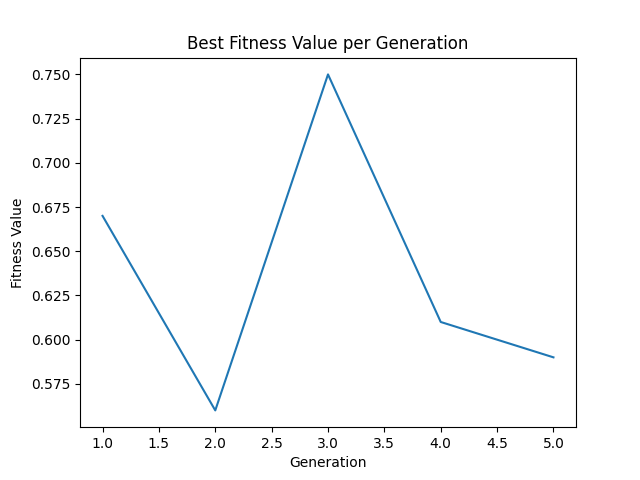 Best Fitness Value per Generation
0.750
0.725
0.700
0.675
0.650
0.625
0.600
0.575
Fitness Value
1.0 1.5 2.0 2.5 3.0 3.5 4.0 4.5 5.0
Generation